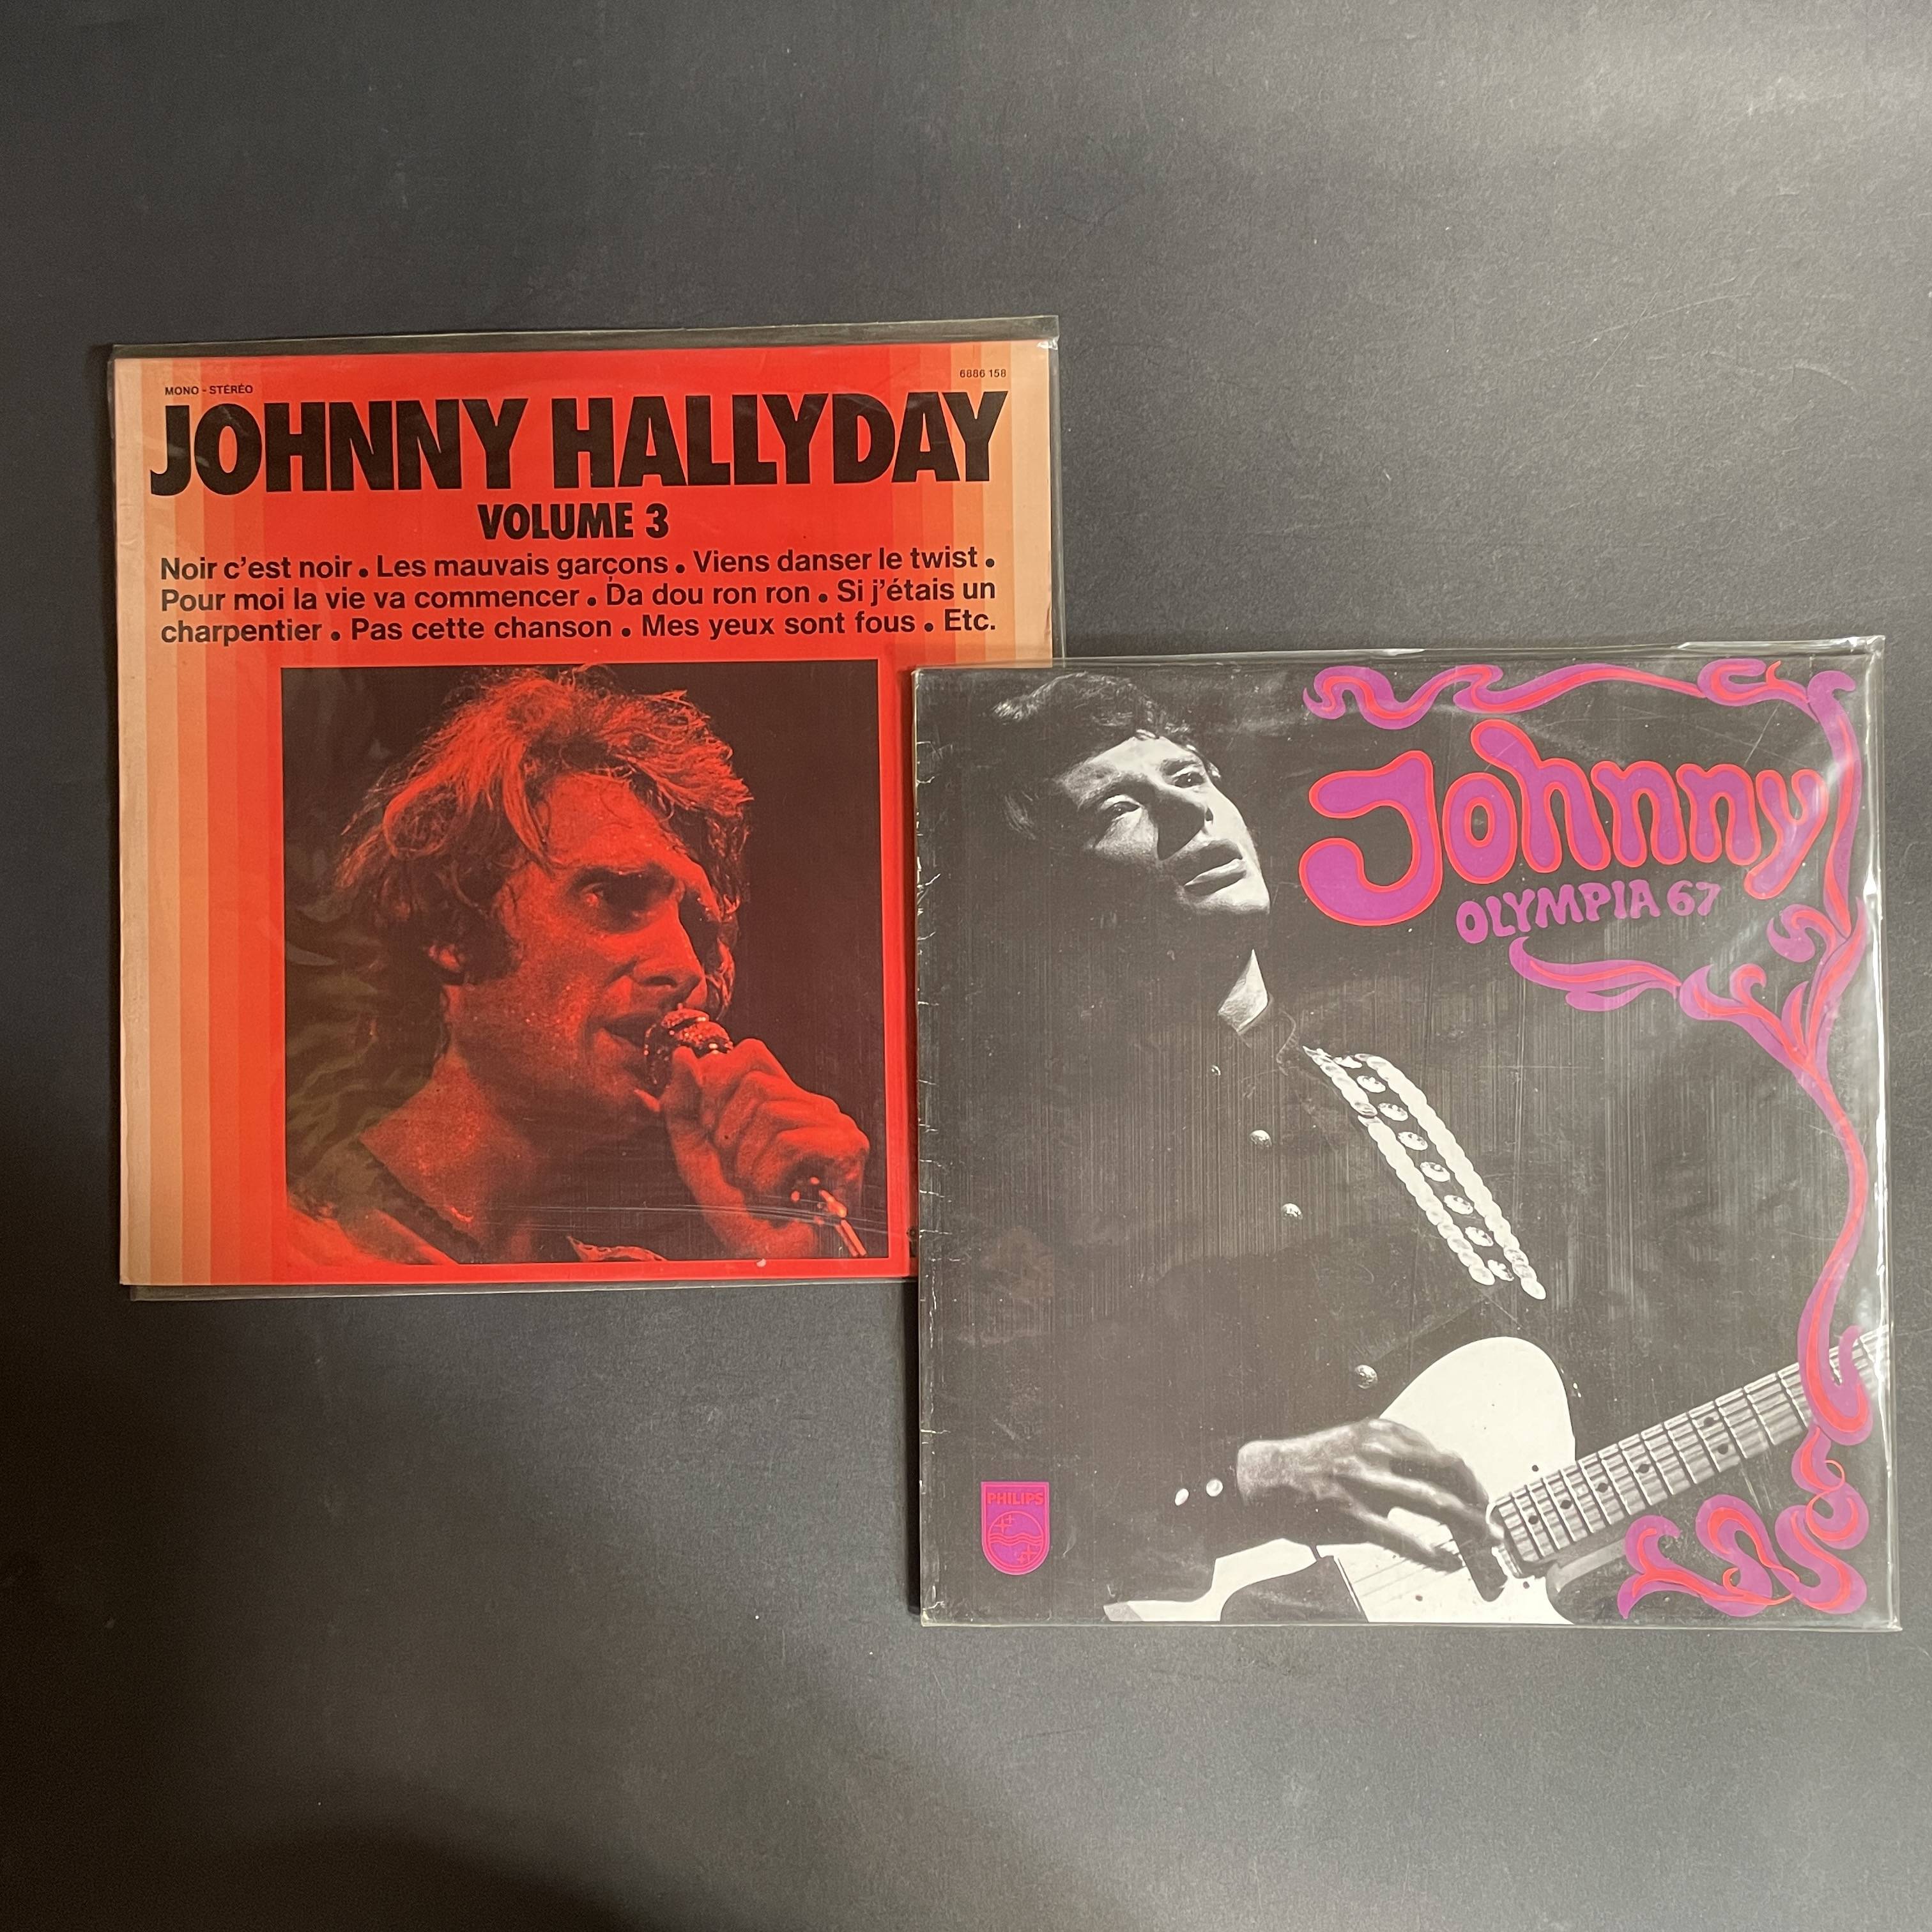 MONO - STÉRÉO
6886 158
JOHNNY HALLYDAY
VOLUME 3
Noir c'est noir • Les mauvais garçons • Viens danser le twist •
Pour moi la vie va commencer • Da dou ron ron • Si j'étais un
charpentier • Pas cette chanson • Mes yeux sont fous • Etc.
Johnny
OLYMPIA 67
PHILIPS